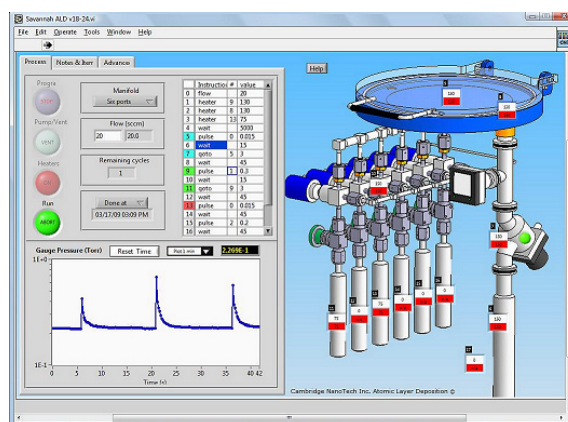 Savannah ALD v18-24.vi
File Edit Operate Tools Window Help
Process Notes & Iten Advance
Help
Progra
STOP
Pump/Vent
VENT
Heaters
Run
ABORT
Manifold
Six ports
Flow (sccm)
20 20.0
Remaining cycles
1
Done at
03/17/09 03:09 PM
Instructio # value
0 flow 20
1 heater 9 130
2 heater 8 130
3 heater 13 75
4 wait 5000
5 pulse 0 0.015
6 wait 15
7 goto 5 3
8 wait 45
9 pulse 1 0.3
10 wait 15
11 goto 9 3
12 wait 45
13 pulse 0 0.015
14 wait 45
15 pulse 2 0.2
16 wait 45
Gauge Pressure (Torr) Reset Time 2.269E-1
1E+0
1E-1
0 5 10 15 20 25 30 35 40 42
Time (s)
Cambridge NanoTech Inc. Atomic Layer Deposition ©